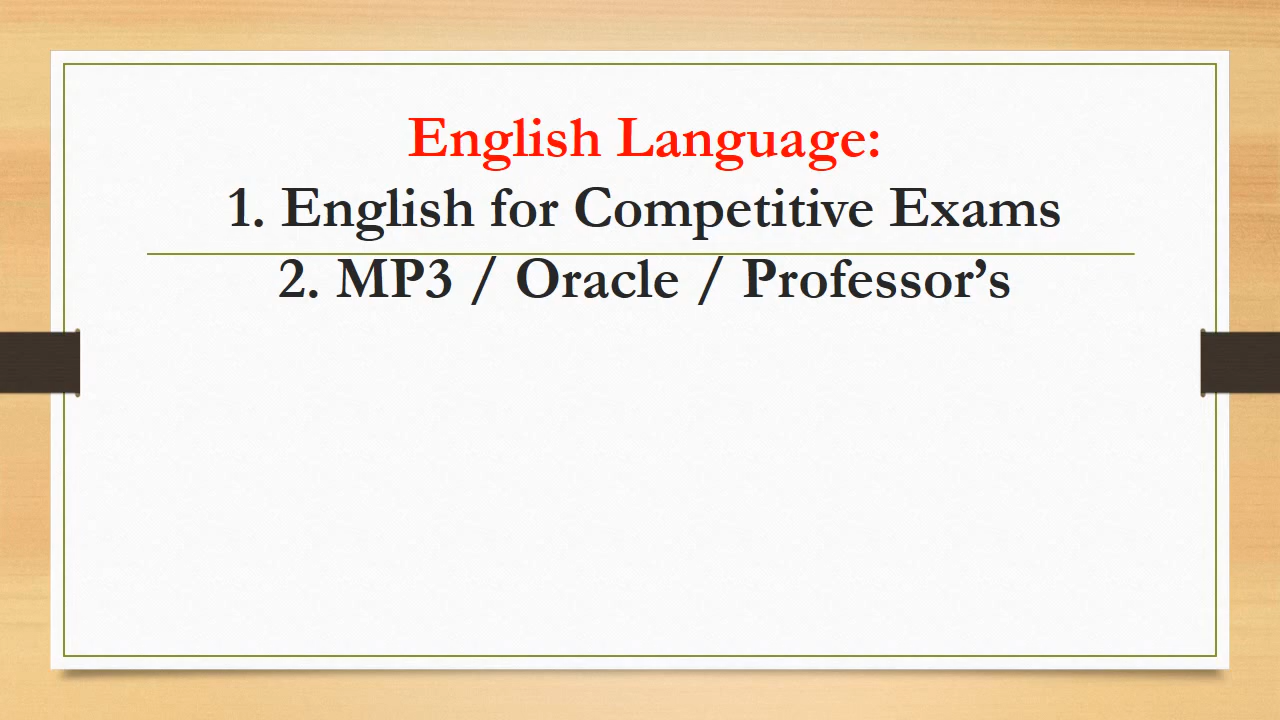 English Language:
1. English for Competitive Exams
2. MP3 / Oracle / Professor’s